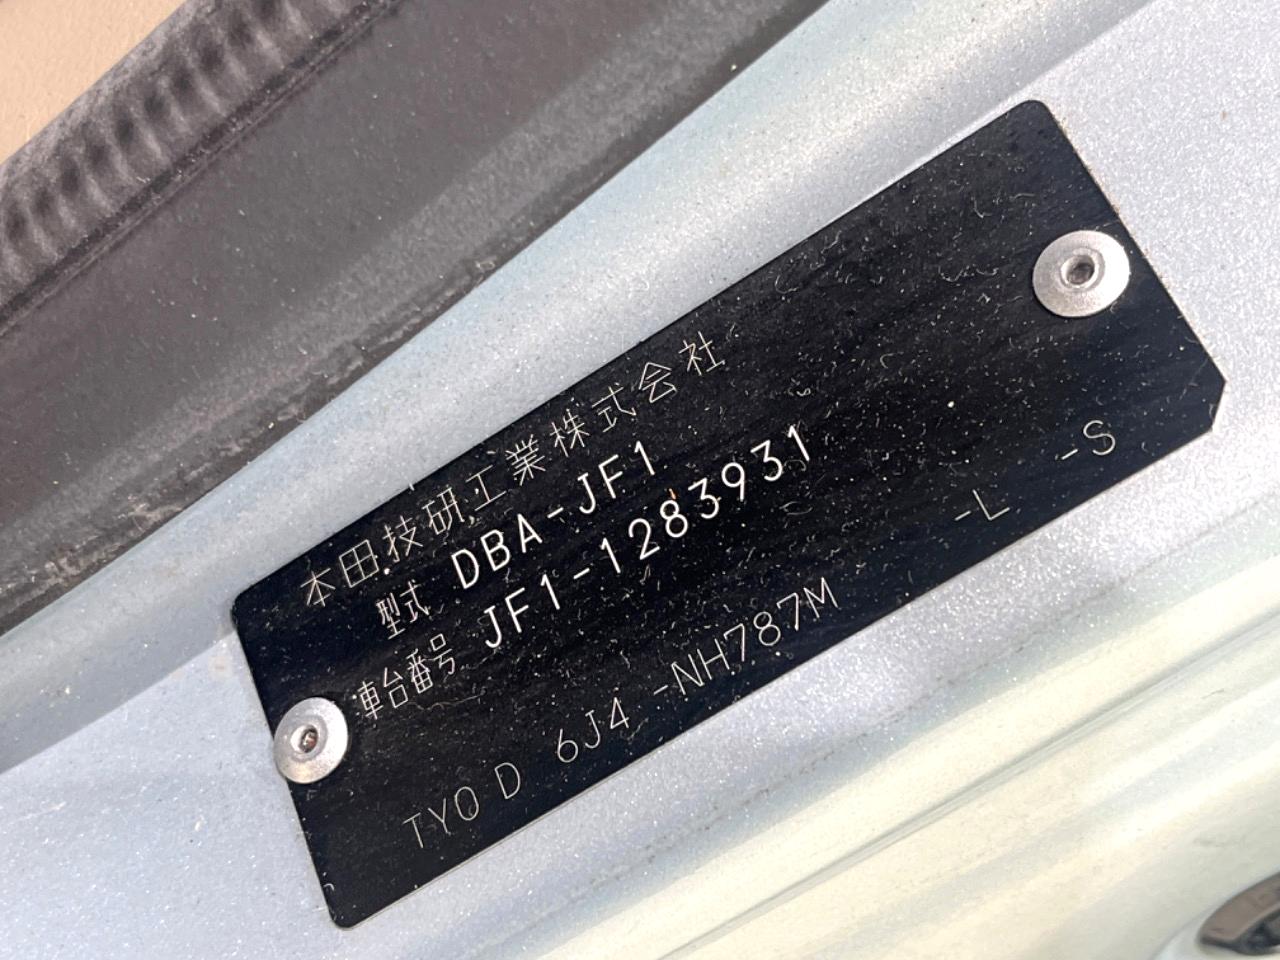 本田技研工業株式会社
型式 DBA-JF1
車台番号 JF1-1283931
TY0 D 6J4 -NH787M -L -S